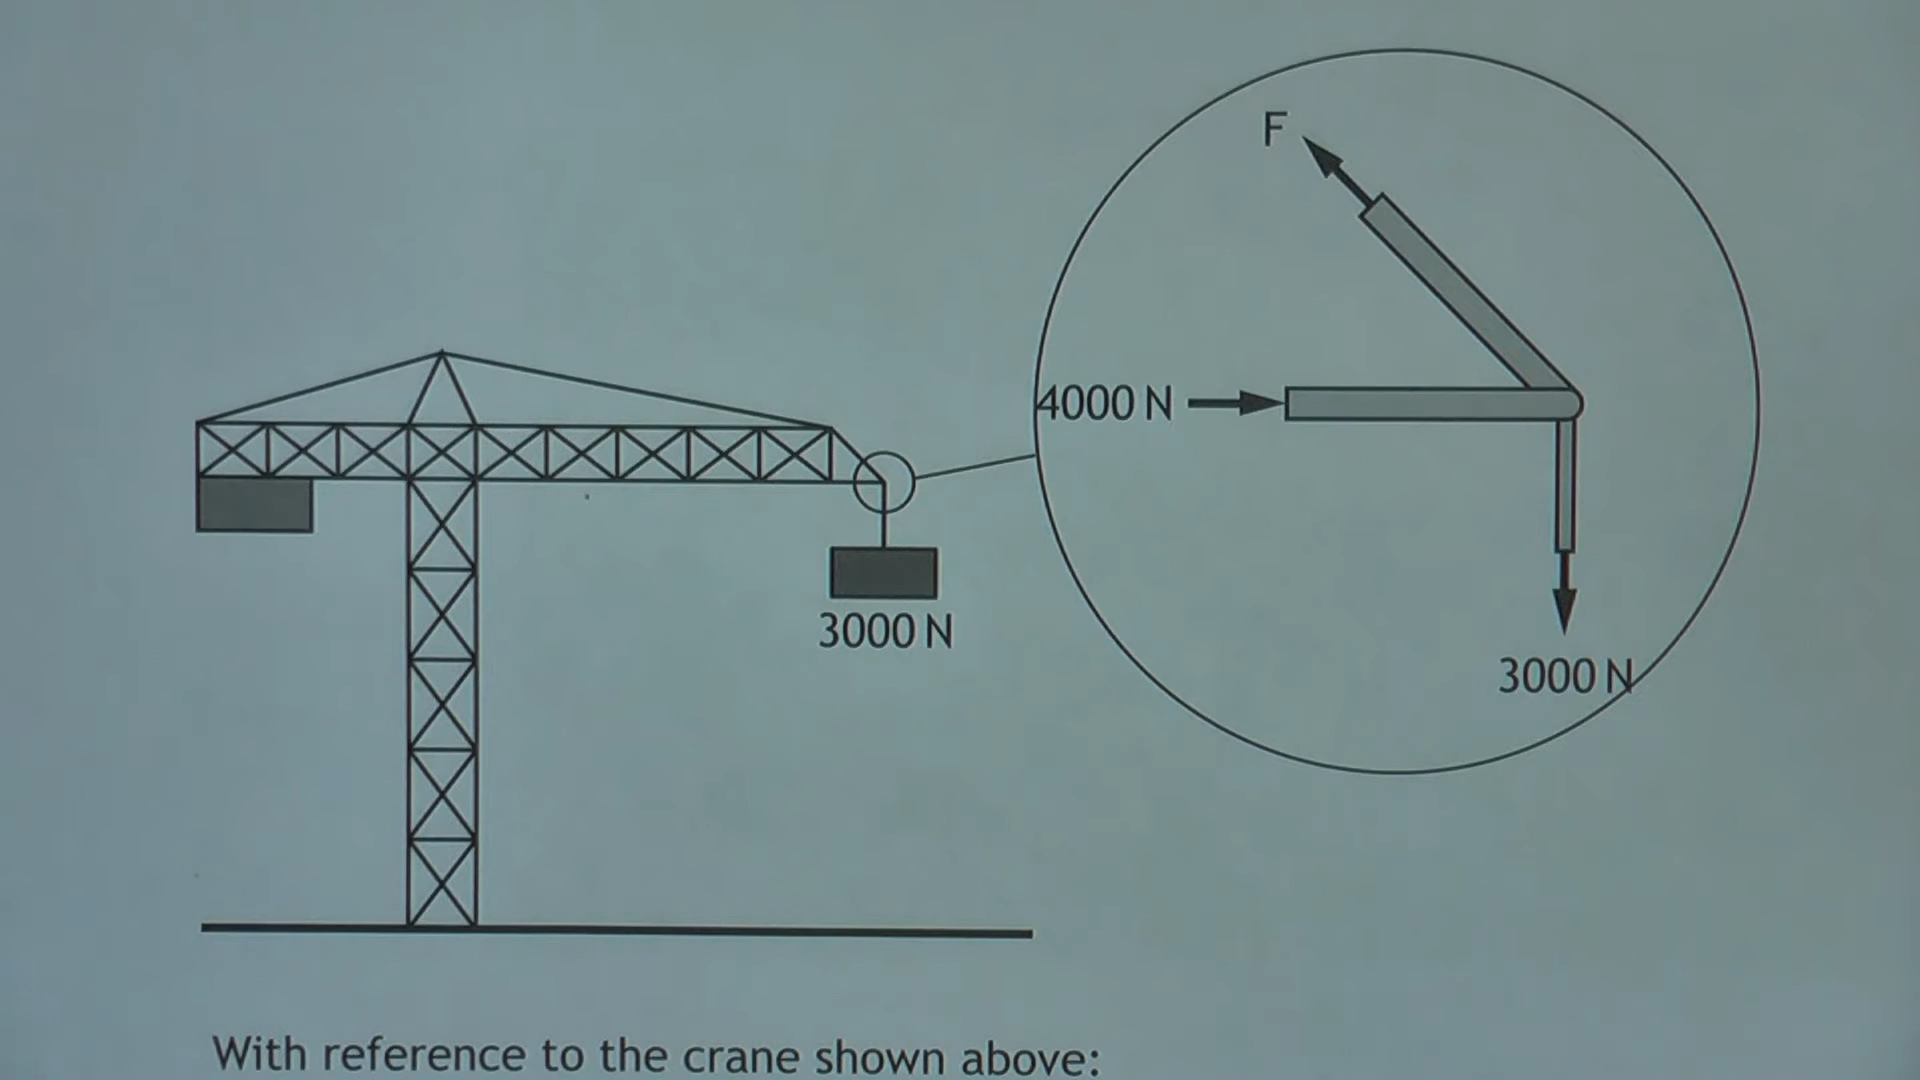 F
4000 N
3000 N
3000 N
With reference to the crane shown above: